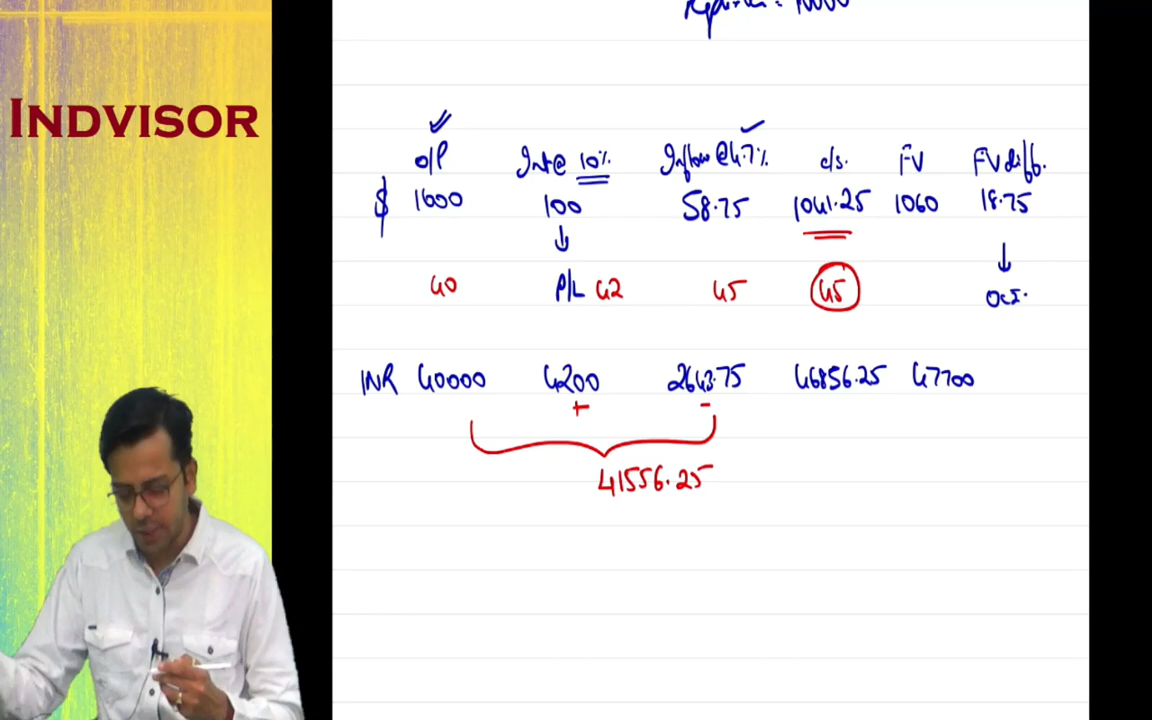 INDVISOR
o/P Int@ 10% Inflow @4.7% c/s. FV FV diff.
$ 1000 100 58.75 1041.25 1060 18.75
40 P/L 42 45 45 OCI.
INR 40000 4200 2643.75 46856.25 47700
+ -
41556.25